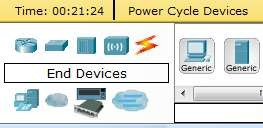 Time: 00:21:24 Power Cycle Devices
End Devices
Generic Generic